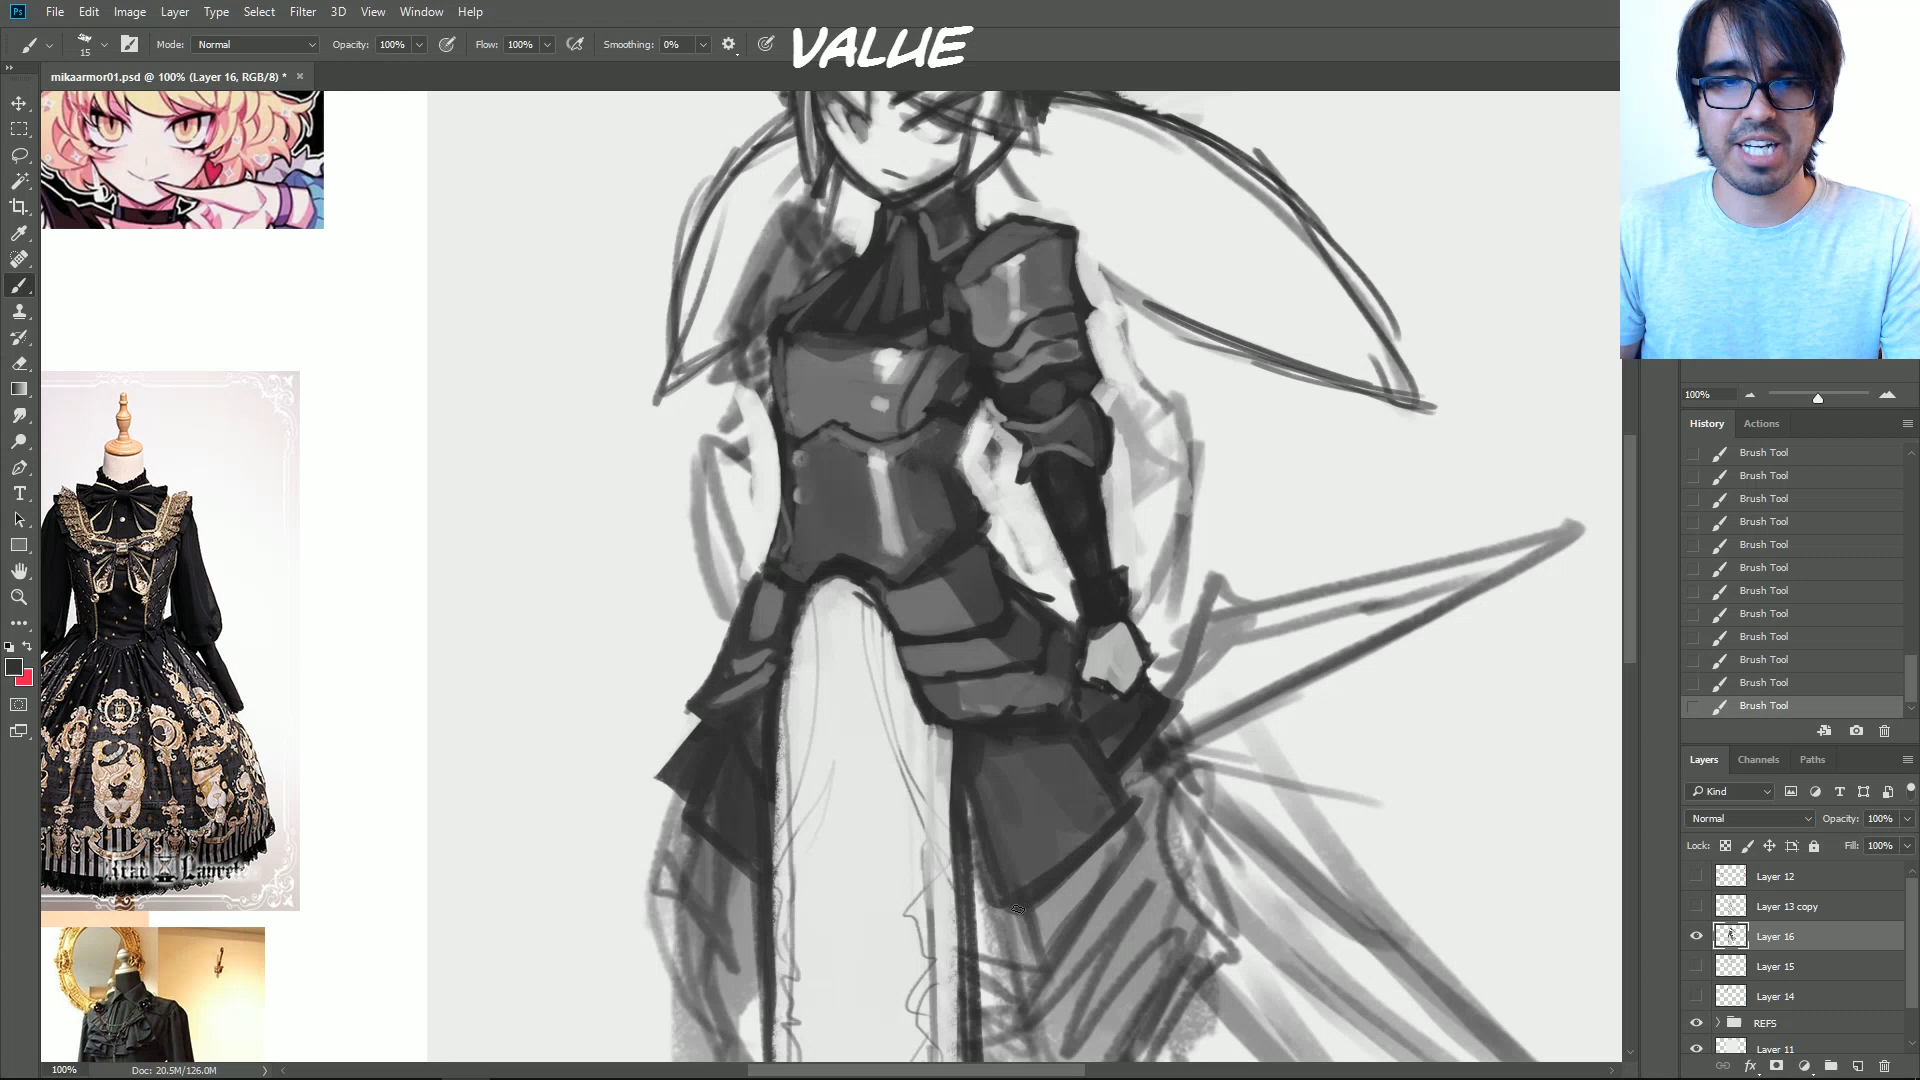 Ps File Edit Image Layer Type Select Filter 3D View Window Help
15 Mode: Normal Opacity: 100% Flow: 100% Smoothing: 0%
VALUE
mikaarmor01.psd @ 100% (Layer 16, RGB/8) * ×
100%
History Actions
Brush Tool
Brush Tool
Brush Tool
Brush Tool
Brush Tool
Brush Tool
Brush Tool
Brush Tool
Brush Tool
Brush Tool
Brush Tool
Brush Tool
Layers Channels Paths
Kind
Normal Opacity: 100%
Lock: Fill: 100%
Layer 12
Layer 13 copy
Layer 16
Layer 15
Layer 14
REFS
Layer 11
100% Doc: 20.5M/126.0M